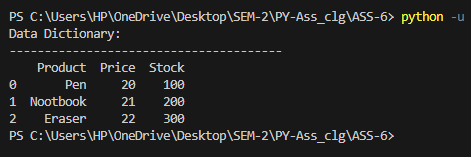 PS C:\Users\HP\OneDrive\Desktop\SEM-2\PY-Ass_clg\ASS-6> python -u
Data Dictionary:
---------------------------------------
    Product  Price  Stock
0       Pen     20    100
1  Nootbook     21    200
2    Eraser     22    300
PS C:\Users\HP\OneDrive\Desktop\SEM-2\PY-Ass_clg\ASS-6>